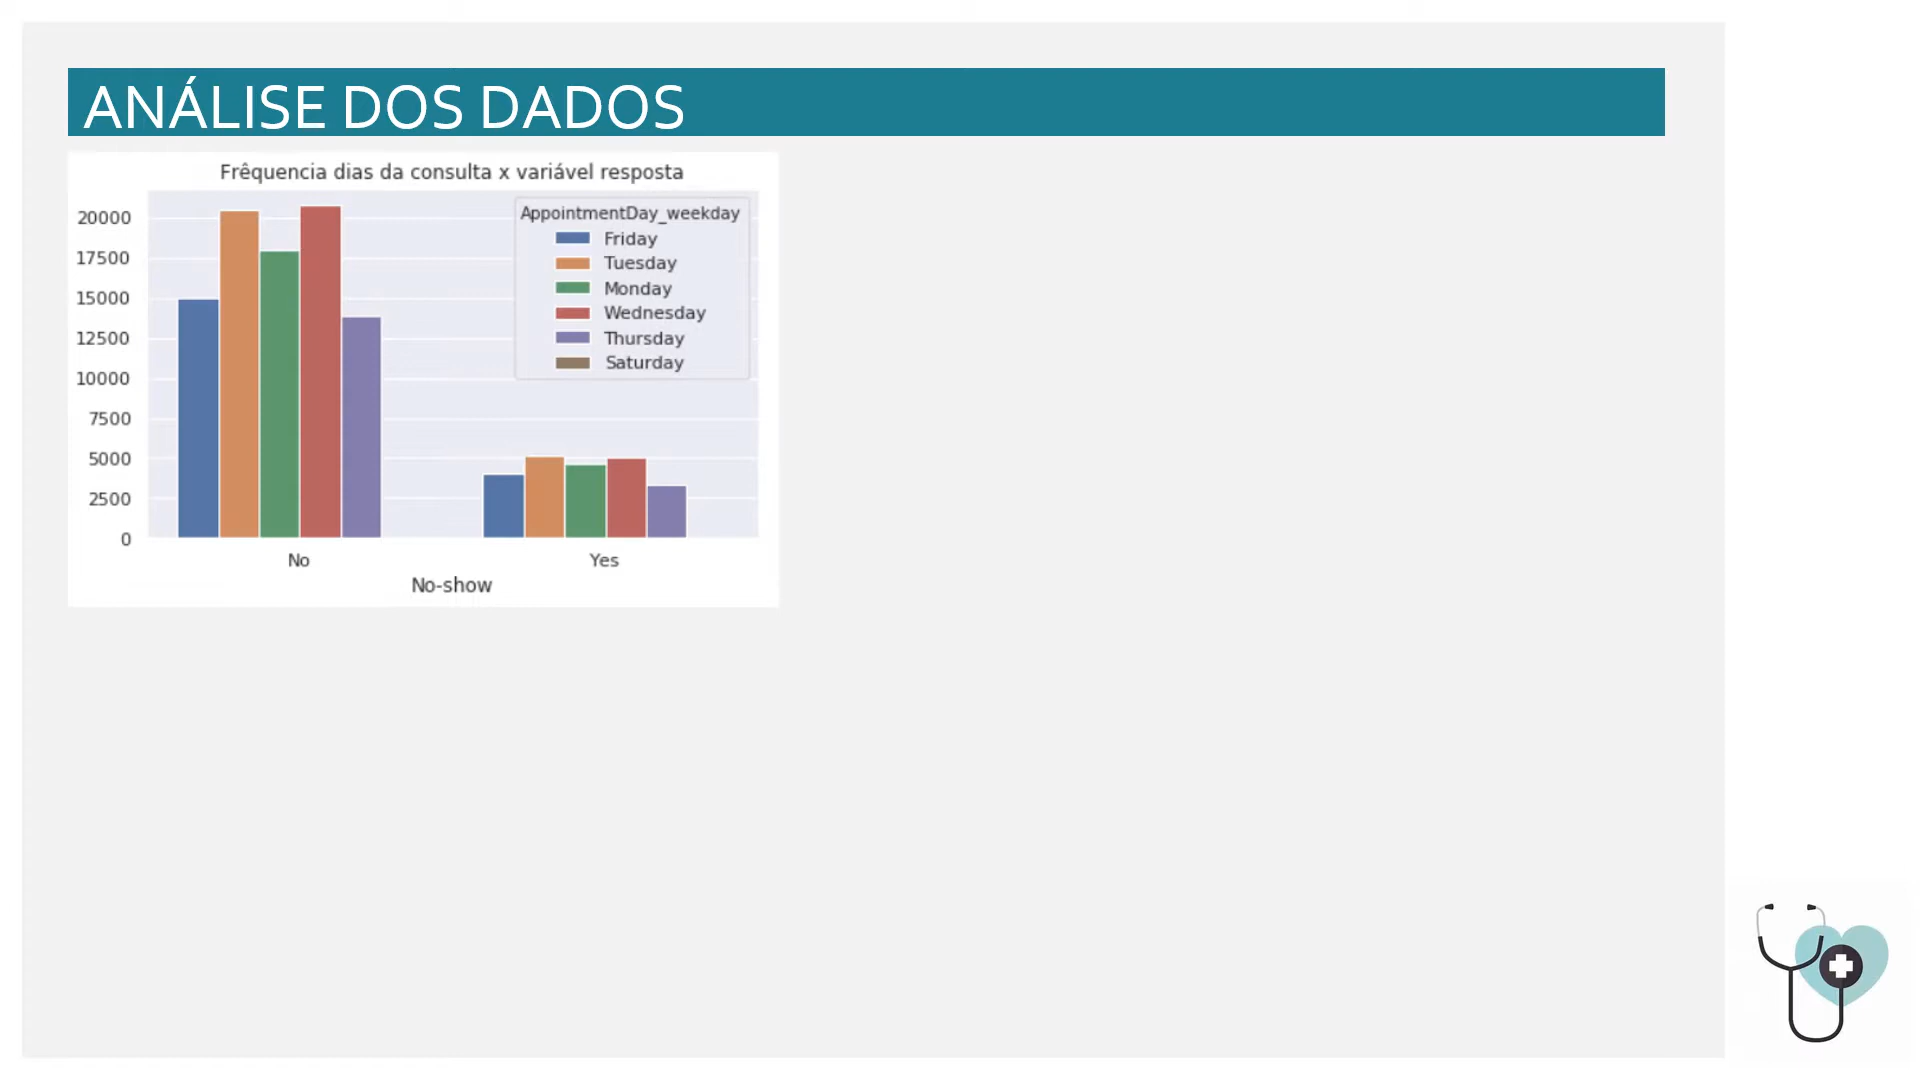 ANÁLISE DOS DADOS
Frêquencia dias da consulta x variável resposta
AppointmentDay_weekday
Friday
Tuesday
Monday
Wednesday
Thursday
Saturday
20000
17500
15000
12500
10000
7500
5000
2500
0
No
Yes
No-show